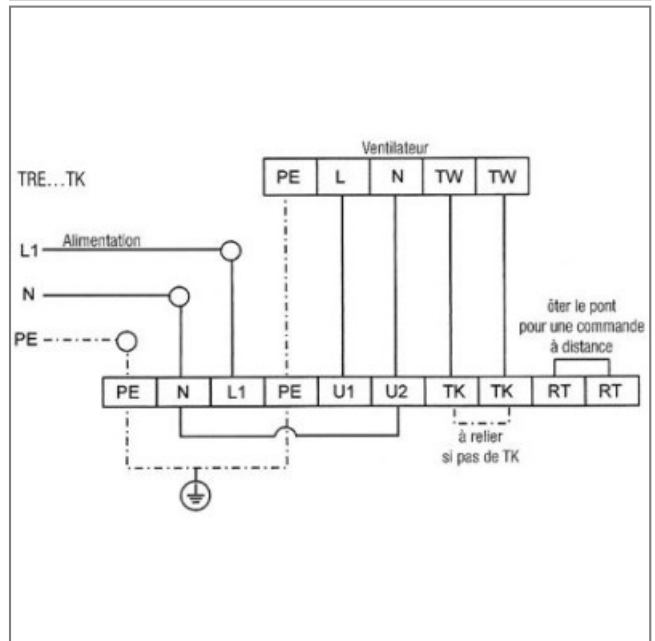 Ventilateur
TRE...TK
PE L N TW TW
L1 Alimentation
N
PE
ôter le pont
pour une commande
à distance
PE N L1 PE U1 U2 TK TK RT RT
à relier
si pas de TK